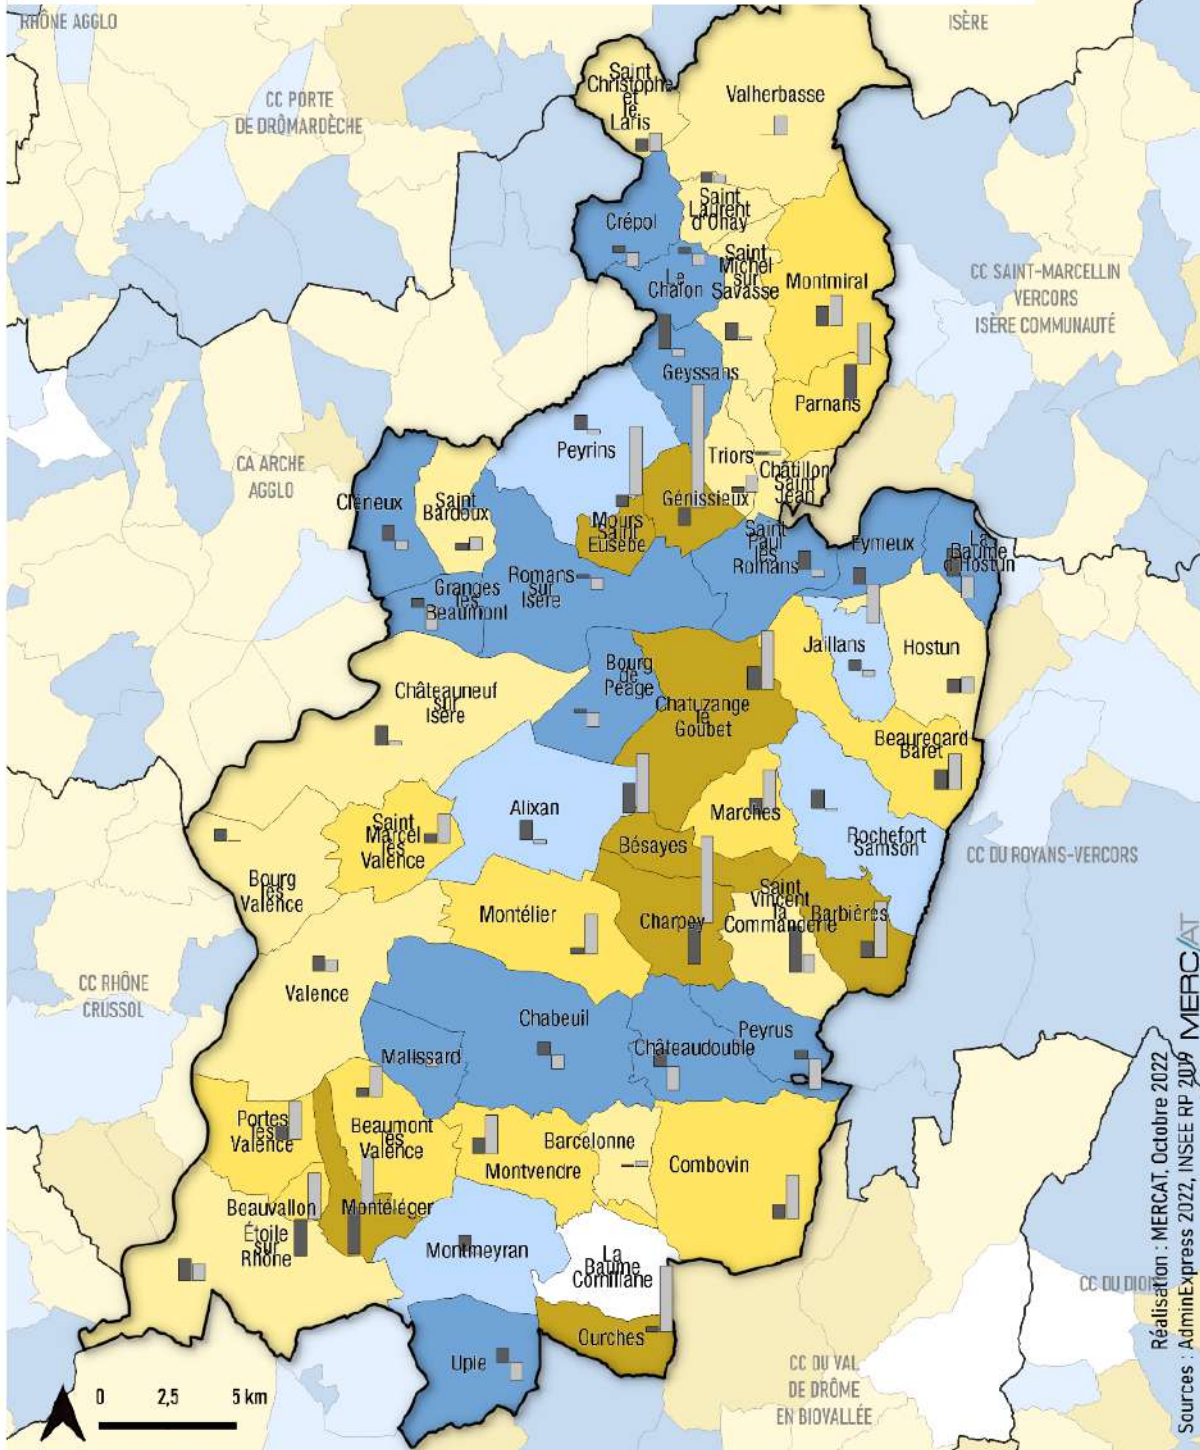 RHÔNE AGGLO
ISÈRE
CC PORTE
DE DRÔMARDÈCHE
Saint
Christophe
et
le
Laris
Valherbasse
Saint
Laurent
d'Onay
Crépol
Le
Chalon
Saint
Michel
sur
Savasse
Montmiral
CC SAINT-MARCELLIN
VERCORS
ISÈRE COMMUNAUTÉ
Geyssans
Parnans
Peyrins
Triors
Châtillon
Saint
Jean
CA ARCHE
AGGLO
Clérieux
Saint
Bardoux
Génissieux
Mours
Saint
Eusèbe
Saint
Paul
lès
Romans
Eymeux
La
Baume
d'Hostun
Granges
les
Beaumont
Romans
sur
Isère
Jaillans
Hostun
Bourg
de
Péage
Châteauneuf
sur
Isère
Chatuzange
le
Goubet
Beauregard
Baret
Alixan
Marches
Saint
Marcel
lès
Valence
Rochefort
Samson
Bésayes
CC DU ROYANS-VERCORS
Bourg
lès
Valence
Montélier
Charpey
Saint
Vincent
la
Commanderie
Barbières
CC RHÔNE
CRUSSOL
Valence
Chabeuil
Malissard
Châteaudouble
Peyrus
Portes
lès
Valence
Beaumont
lès
Valence
Montvendre
Barcelonne
Combovin
Beauvallon
Montéléger
Étoile
sur
Rhône
Montmeyran
La
Baume
Cornillane
CC DU DIOIS
Ourches
Upie
CC DU VAL
DE DRÔME
EN BIOVALLÉE
0 2,5 5 km
Réalisation : MERCAT, Octobre 2022
Sources : AdminExpress 2022, INSEE RP 2019
MERCAT